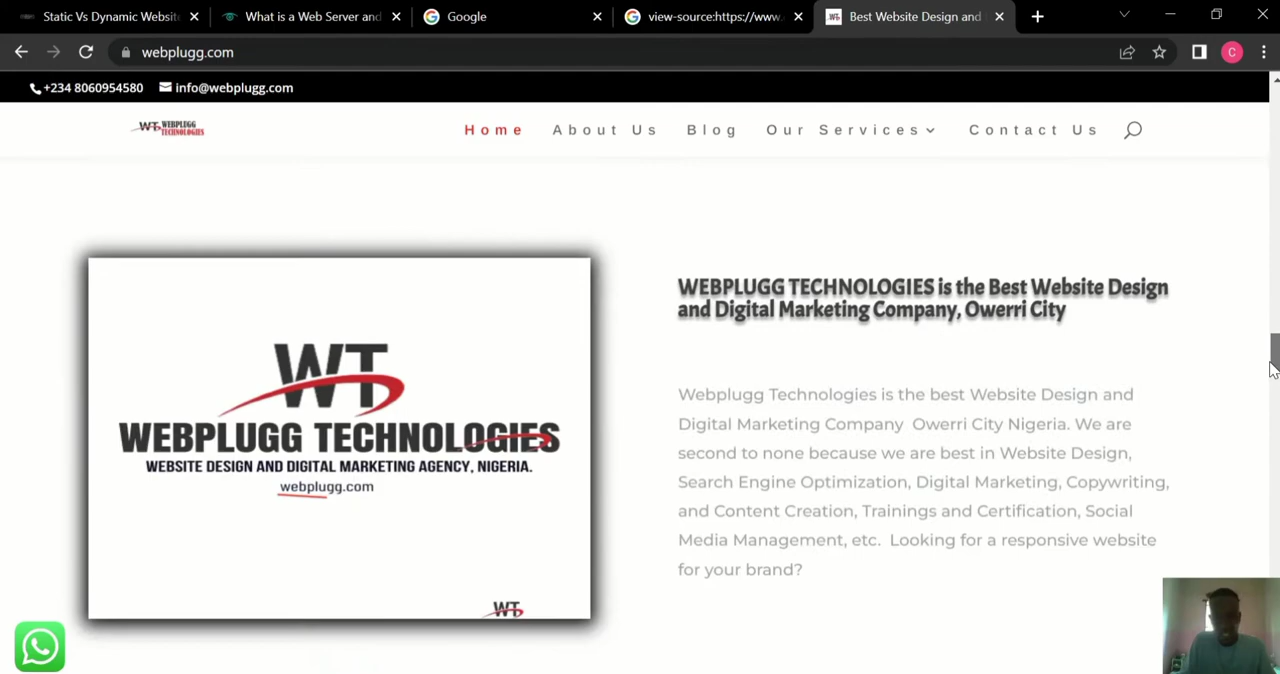 Static Vs Dynamic Website
What is a Web Server and
Google
view-source:https://www.
Best Website Design and
webplugg.com
C
+234 8060954580 info@webplugg.com
WT WEBPLUGG TECHNOLOGIES
Home About Us Blog Our Services Contact Us
WT
WEBPLUGG TECHNOLOGIES
WEBSITE DESIGN AND DIGITAL MARKETING AGENCY, NIGERIA.
webplugg.com
WT
WEBPLUGG TECHNOLOGIES is the Best Website Design
and Digital Marketing Company, Owerri City
Webplugg Technologies is the best Website Design and
Digital Marketing Company Owerri City Nigeria. We are
second to none because we are best in Website Design,
Search Engine Optimization, Digital Marketing, Copywriting,
and Content Creation, Trainings and Certification, Social
Media Management, etc. Looking for a responsive website
for your brand?